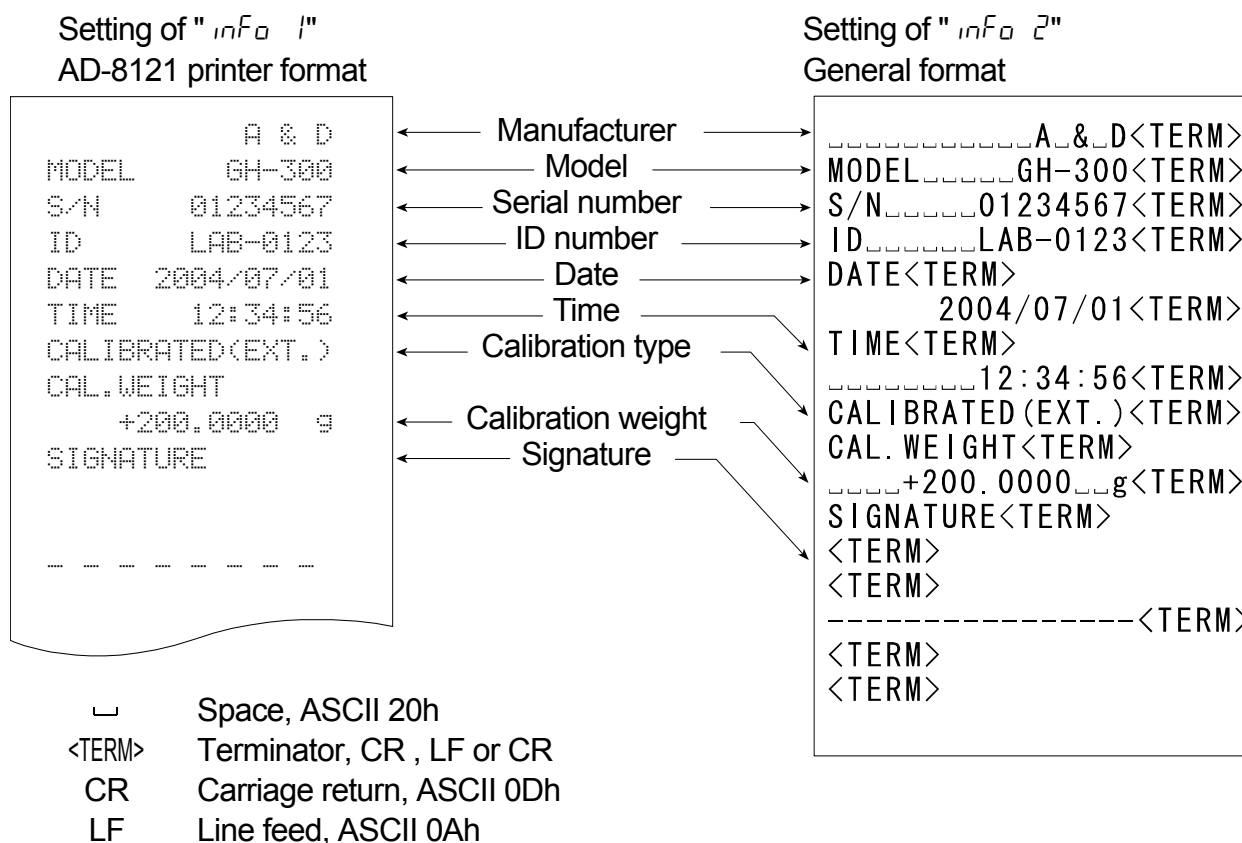 Setting of " info 1"
AD-8121 printer format
A & D
MODEL GH-300
S/N 01234567
ID LAB-0123
DATE 2004/07/01
TIME 12:34:56
CALIBRATED(EXT.)
CAL.WEIGHT
+200.0000 g
SIGNATURE
_ _ _ _ _ _ _ _
Manufacturer
Model
Serial number
ID number
Date
Time
Calibration type
Calibration weight
Signature
Setting of " info 2"
General format
␣␣␣␣␣␣␣␣␣␣␣A␣&␣D<TERM>
MODEL␣␣␣␣␣GH-300<TERM>
S/N␣␣␣␣␣01234567<TERM>
ID␣␣␣␣␣␣LAB-0123<TERM>
DATE<TERM>
2004/07/01<TERM>
TIME<TERM>
␣␣␣␣␣␣␣␣12:34:56<TERM>
CALIBRATED(EXT.)<TERM>
CAL.WEIGHT<TERM>
␣␣␣␣+200.0000␣␣g<TERM>
SIGNATURE<TERM>
<TERM>
<TERM>
----------------<TERM>
<TERM>
<TERM>
␣ Space, ASCII 20h
<TERM> Terminator, CR , LF or CR
CR Carriage return, ASCII 0Dh
LF Line feed, ASCII 0Ah